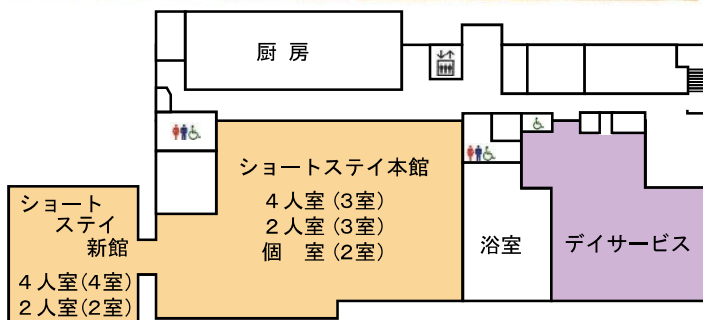 厨 房
ショートステイ本館
4人室(3室)
2人室(3室)
個　室(2室)
ショート
ステイ
新館
4人室(4室)
2人室(2室)
浴室
デイサービス